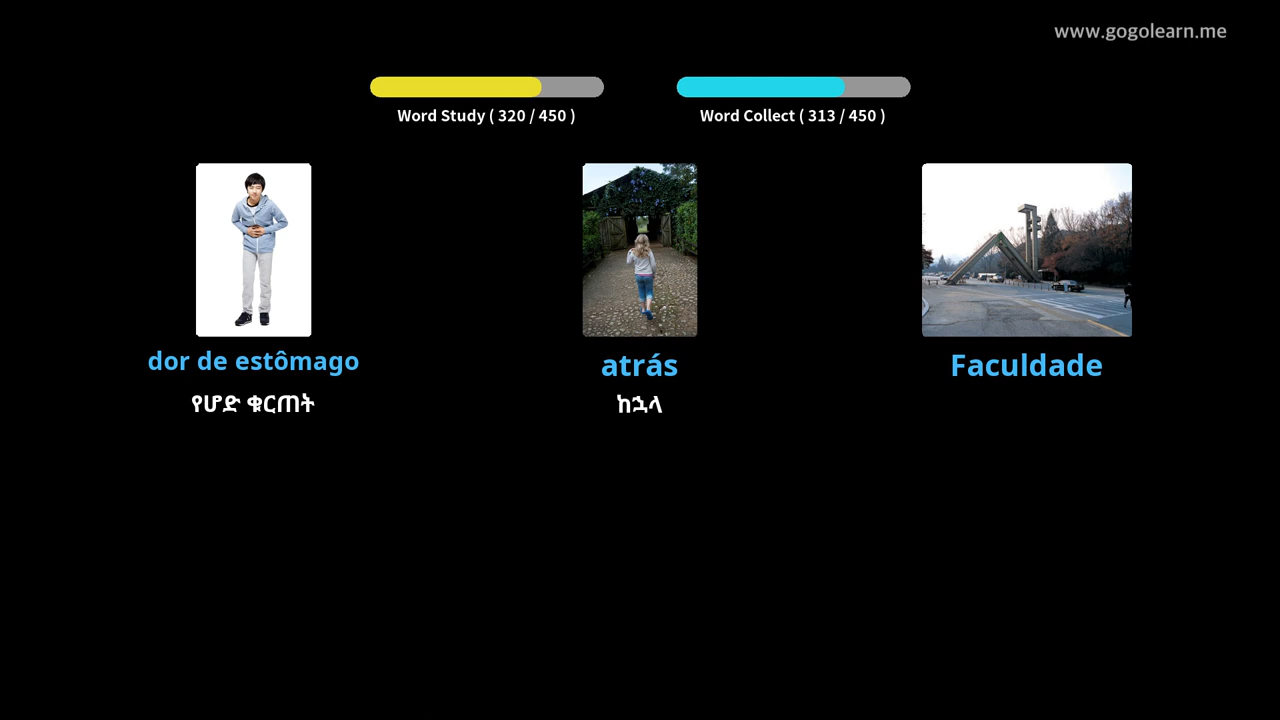 www.gogolearn.me
Word Study ( 320 / 450 )
Word Collect ( 313 / 450 )
dor de estômago
የሆድ ቁርጠት
atrás
ከኋላ
Faculdade